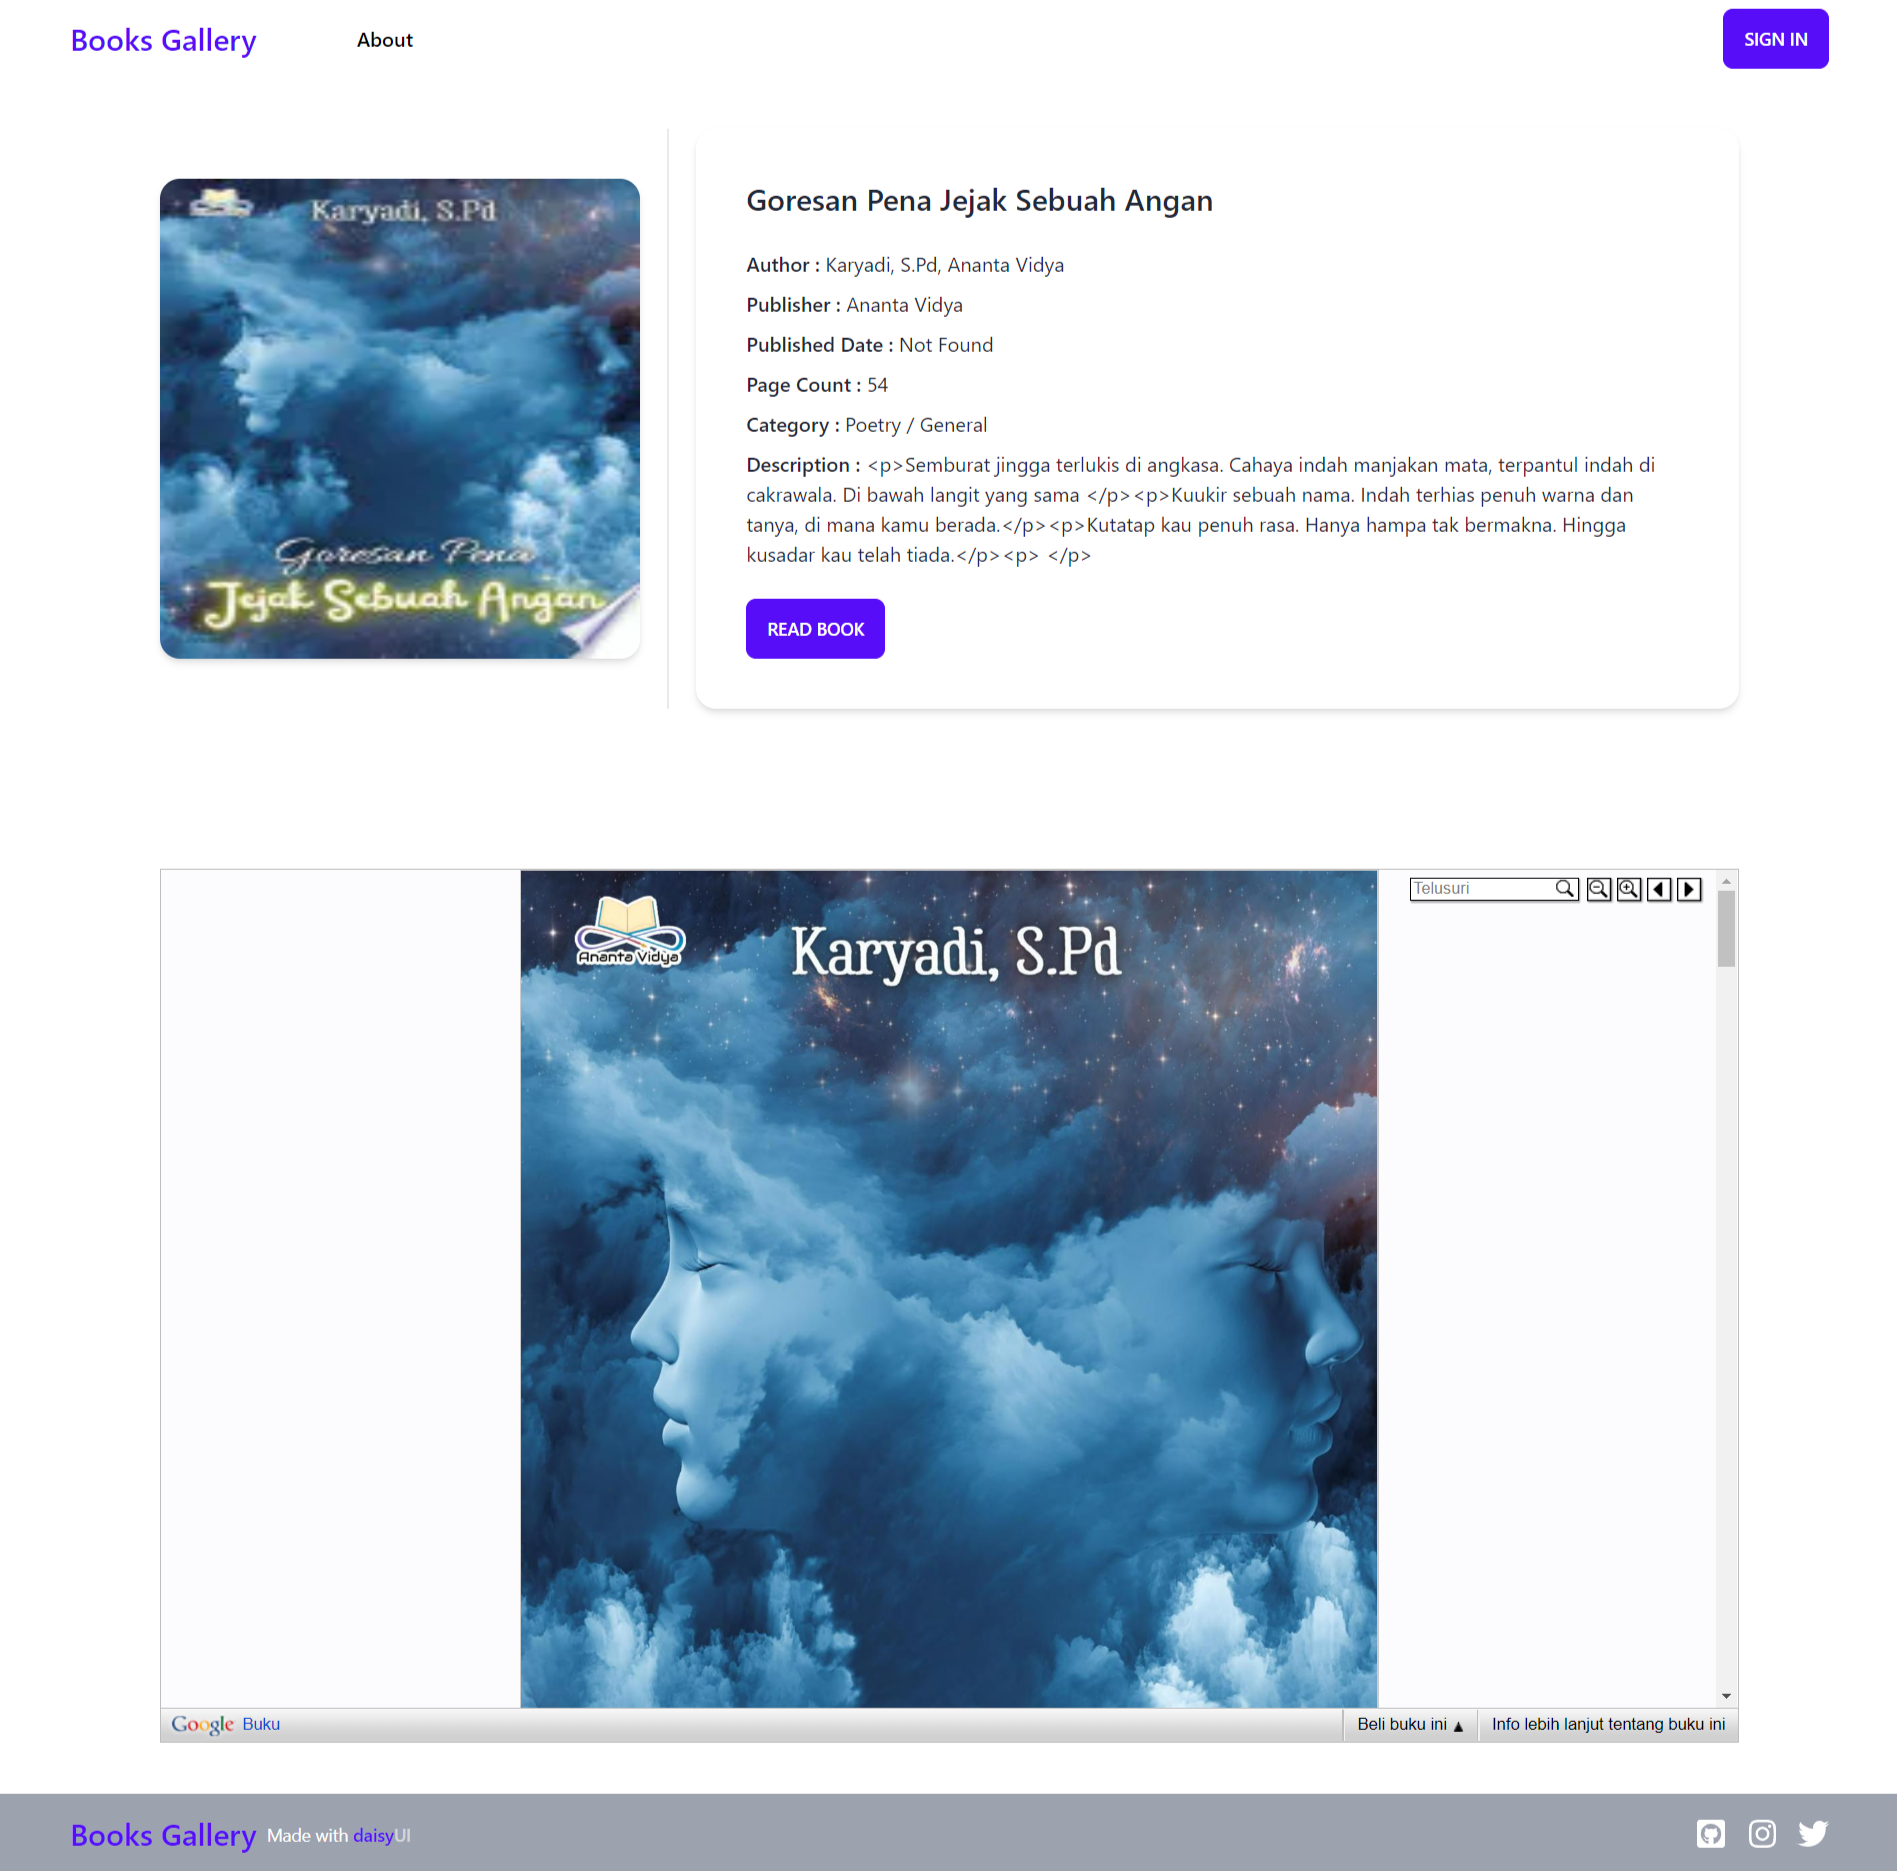 Books Gallery
About
SIGN IN
Karyadi, S.Pd
Goresan Pena
Jejak Sebuah Angan
Goresan Pena Jejak Sebuah Angan
Author : Karyadi, S.Pd, Ananta Vidya
Publisher : Ananta Vidya
Published Date : Not Found
Page Count : 54
Category : Poetry / General
Description : <p>Semburat jingga terlukis di angkasa. Cahaya indah manjakan mata, terpantul indah di
cakrawala. Di bawah langit yang sama </p><p>Kuukir sebuah nama. Indah terhias penuh warna dan
tanya, di mana kamu berada.</p><p>Kutatap kau penuh rasa. Hanya hampa tak bermakna. Hingga
kusadar kau telah tiada.</p><p> </p>
READ BOOK
Telusuri
Ananta Vidya
Karyadi, S.Pd
Google Buku
Beli buku ini ▲
Info lebih lanjut tentang buku ini
Books Gallery Made with daisyUI